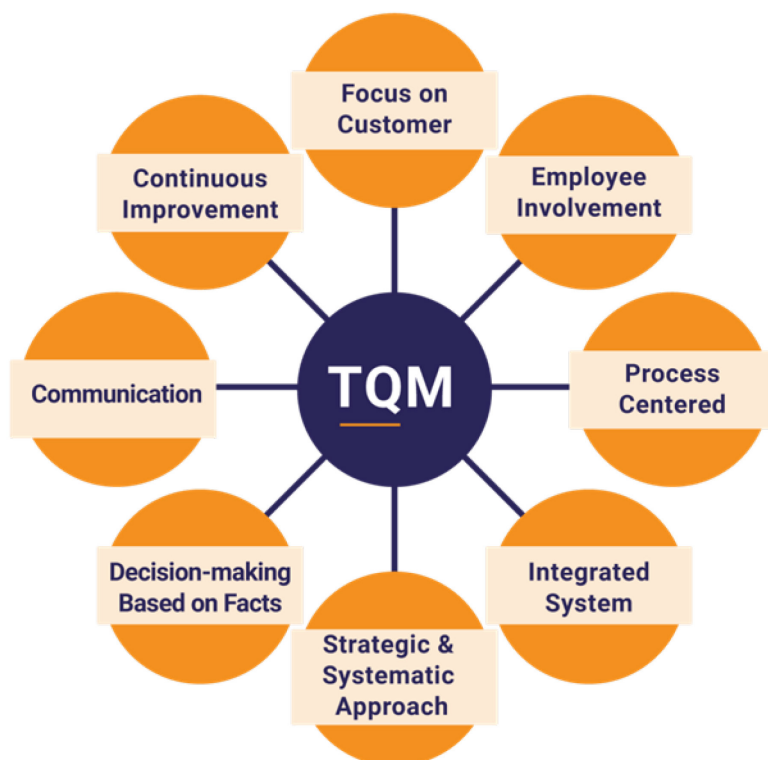 Focus on
Customer
Employee
Involvement
Process
Centered
Integrated
System
Strategic &
Systematic
Approach
Decision-making
Based on Facts
Communication
Continuous
Improvement
TQM